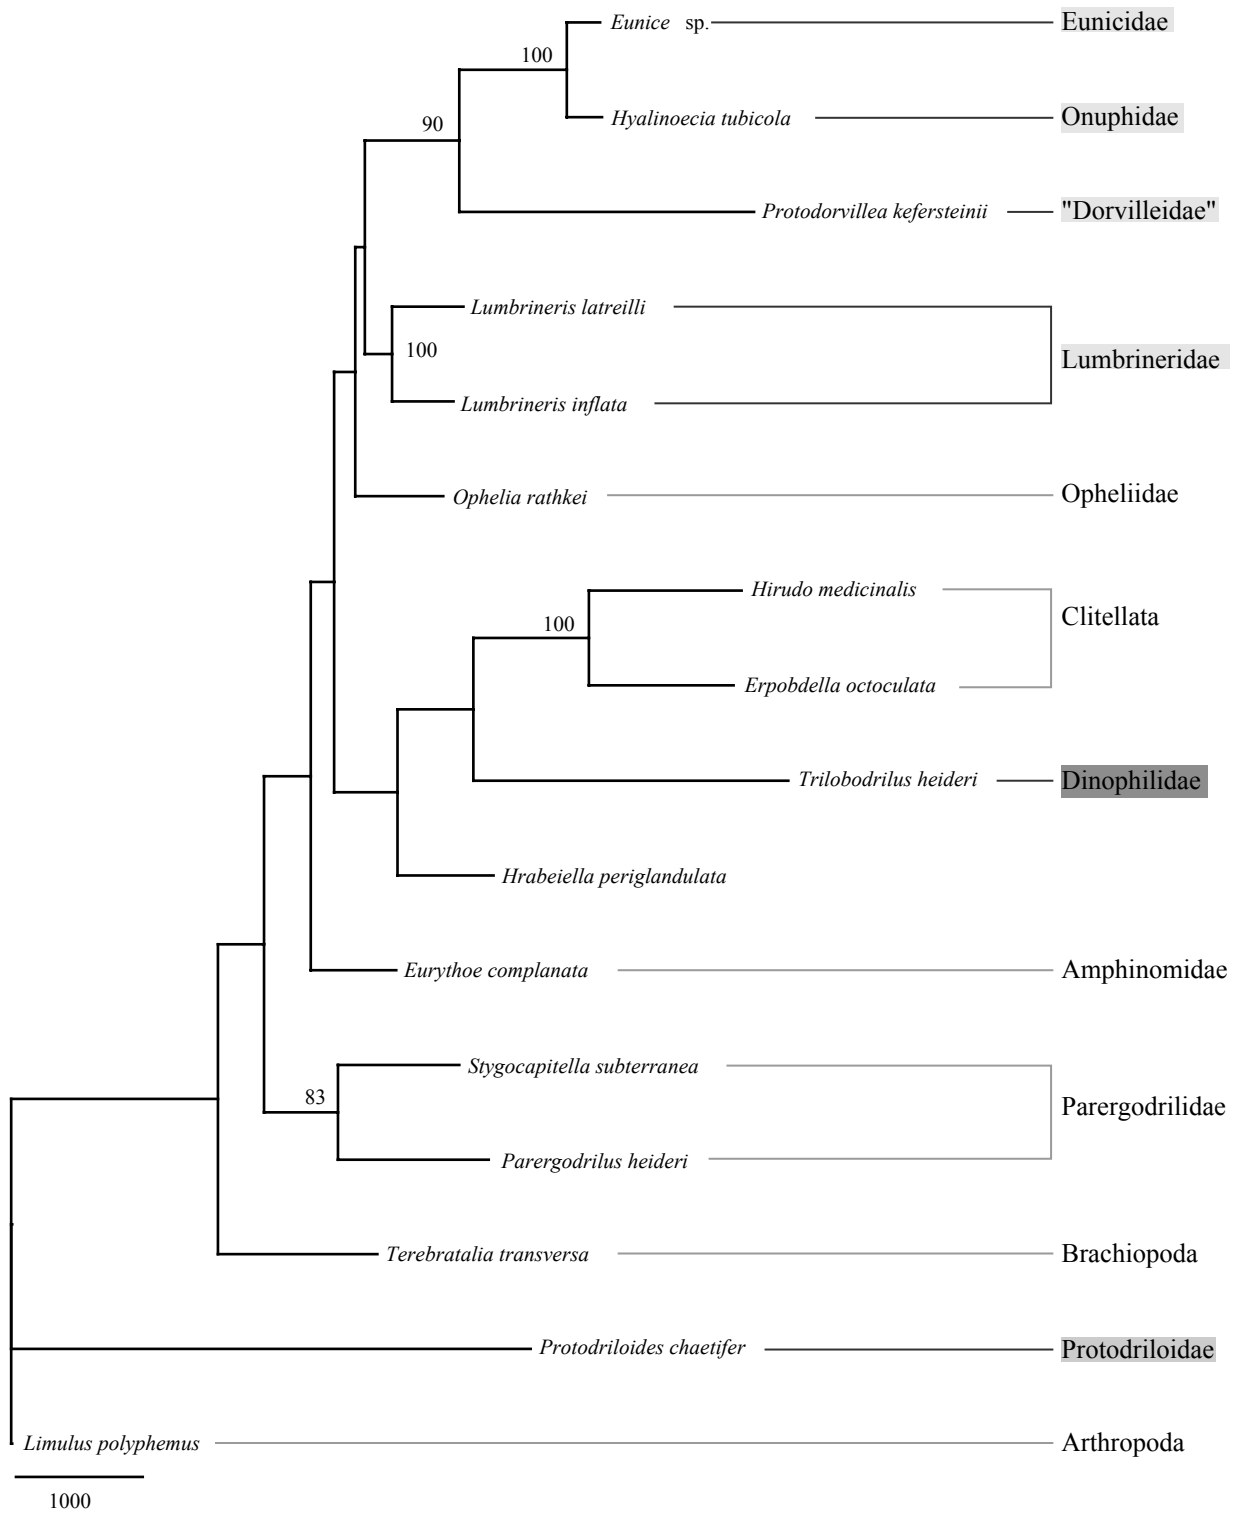 Eunice sp. Eunicidae
100
Hyalinoecia tubicola Onuphidae
90
Protodorvillea kefersteinii "Dorvilleidae"
Lumbrineris latreilli
100
Lumbrineridae
Lumbrineris inflata
Ophelia rathkei Opheliidae
Hirudo medicinalis
Clitellata
100
Erpobdella octoculata
Trilobodrilus heideri Dinophilidae
Hrabeiella periglandulata
Eurythoe complanata Amphinomidae
Stygocapitella subterranea
83
Parergodrilidae
Parergodrilus heideri
Terebratalia transversa Brachiopoda
Protodriloides chaetifer Protodriloidae
Limulus polyphemus Arthropoda
1000